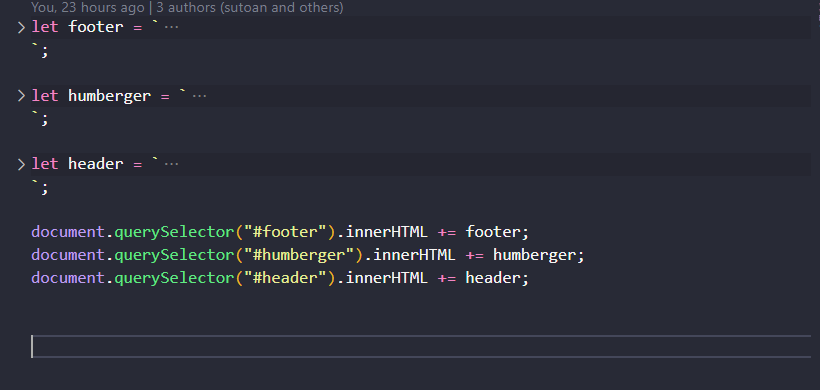 You, 23 hours ago | 3 authors (sutoan and others)
let footer = ` ···
`;
let humberger = ` ···
`;
let header = ` ···
`;
document.querySelector("#footer").innerHTML += footer;
document.querySelector("#humberger").innerHTML += humberger;
document.querySelector("#header").innerHTML += header;